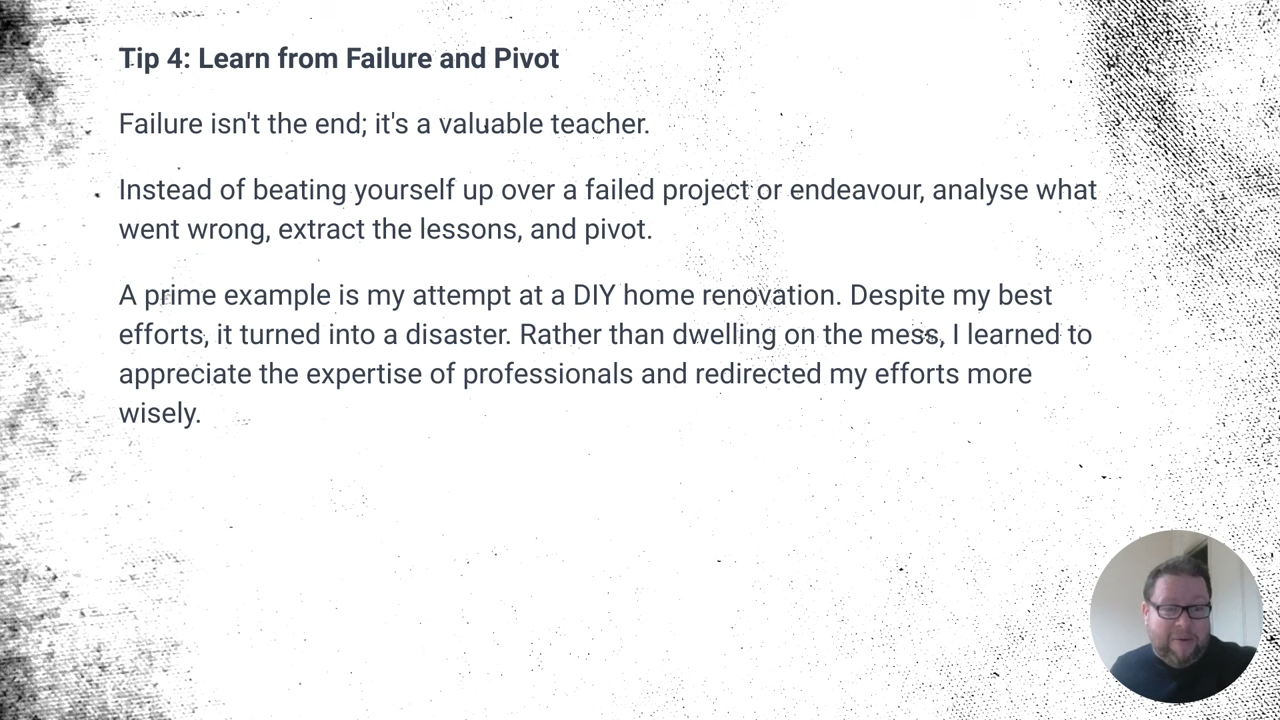 Tip 4: Learn from Failure and Pivot
Failure isn't the end; it's a valuable teacher.
Instead of beating yourself up over a failed project or endeavour, analyse what
went wrong, extract the lessons, and pivot.
A prime example is my attempt at a DIY home renovation. Despite my best
efforts, it turned into a disaster. Rather than dwelling on the mess, I learned to
appreciate the expertise of professionals and redirected my efforts more
wisely.